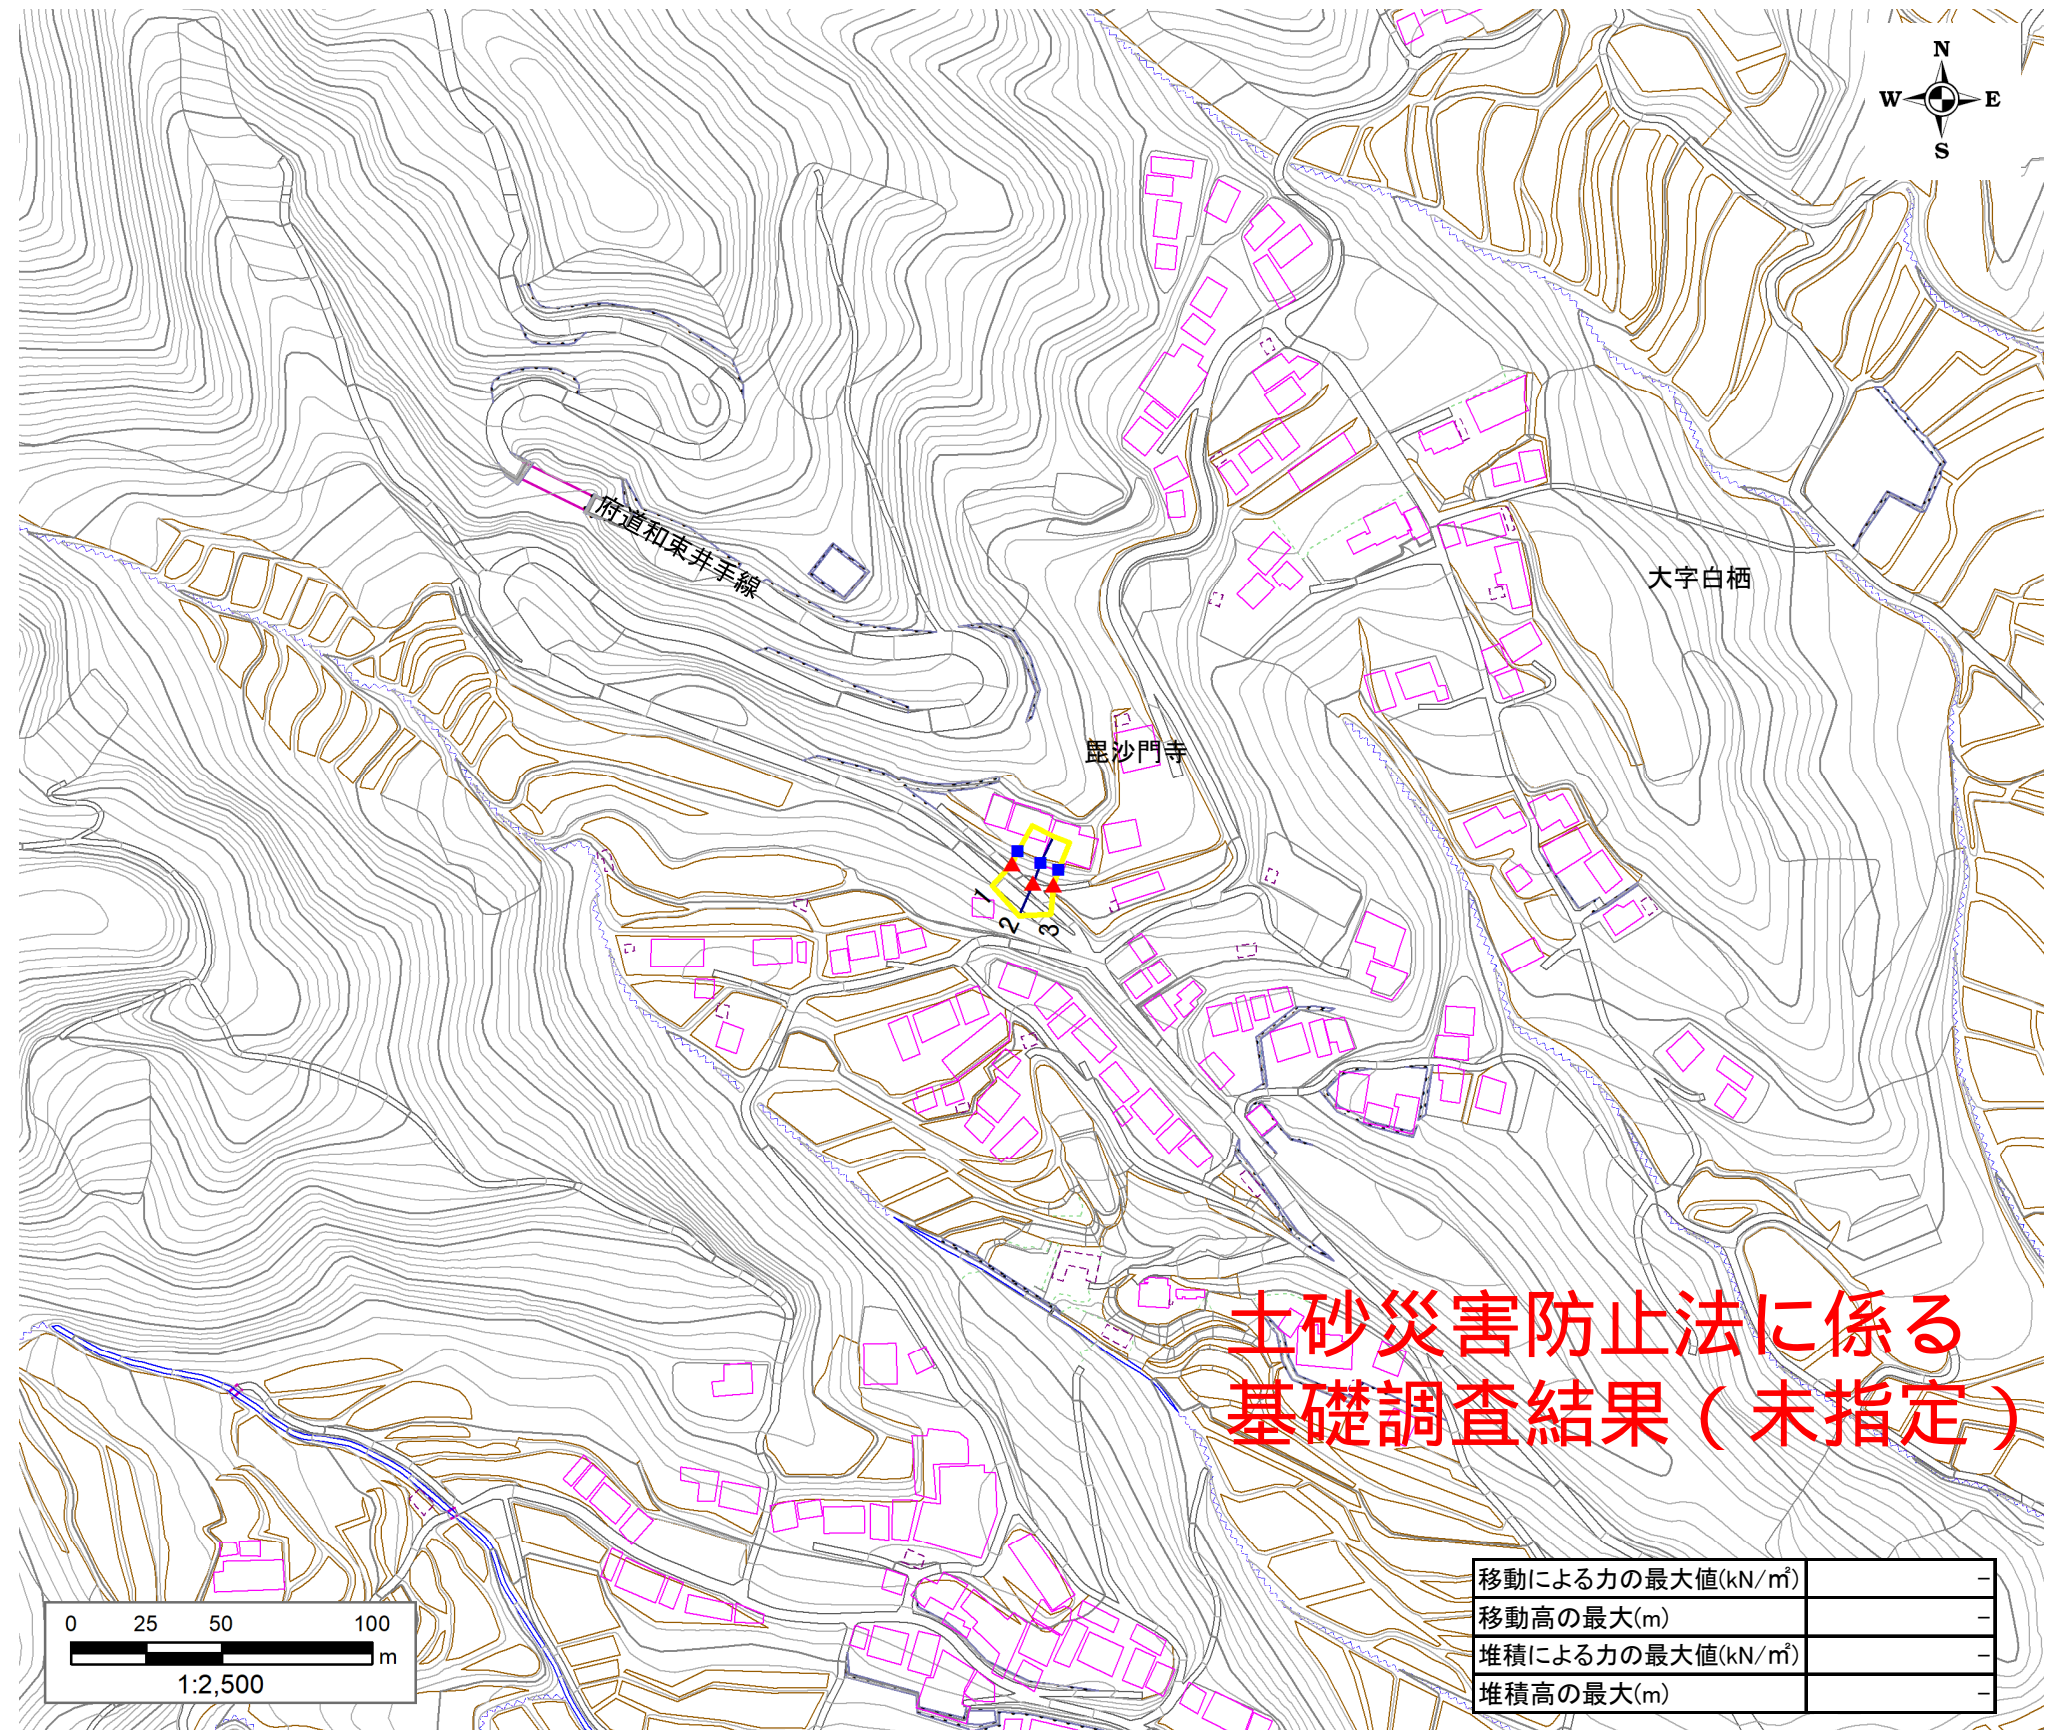 N
W E
S
府道和束井手線
大字白栖
毘沙門寺
1
2
3
土砂災害防止法に係る
基礎調査結果（未指定）
移動による力の最大値(kN/㎡) －
移動高の最大(m) －
堆積による力の最大値(kN/㎡) －
堆積高の最大(m) －
0 25 50 100
m
1:2,500